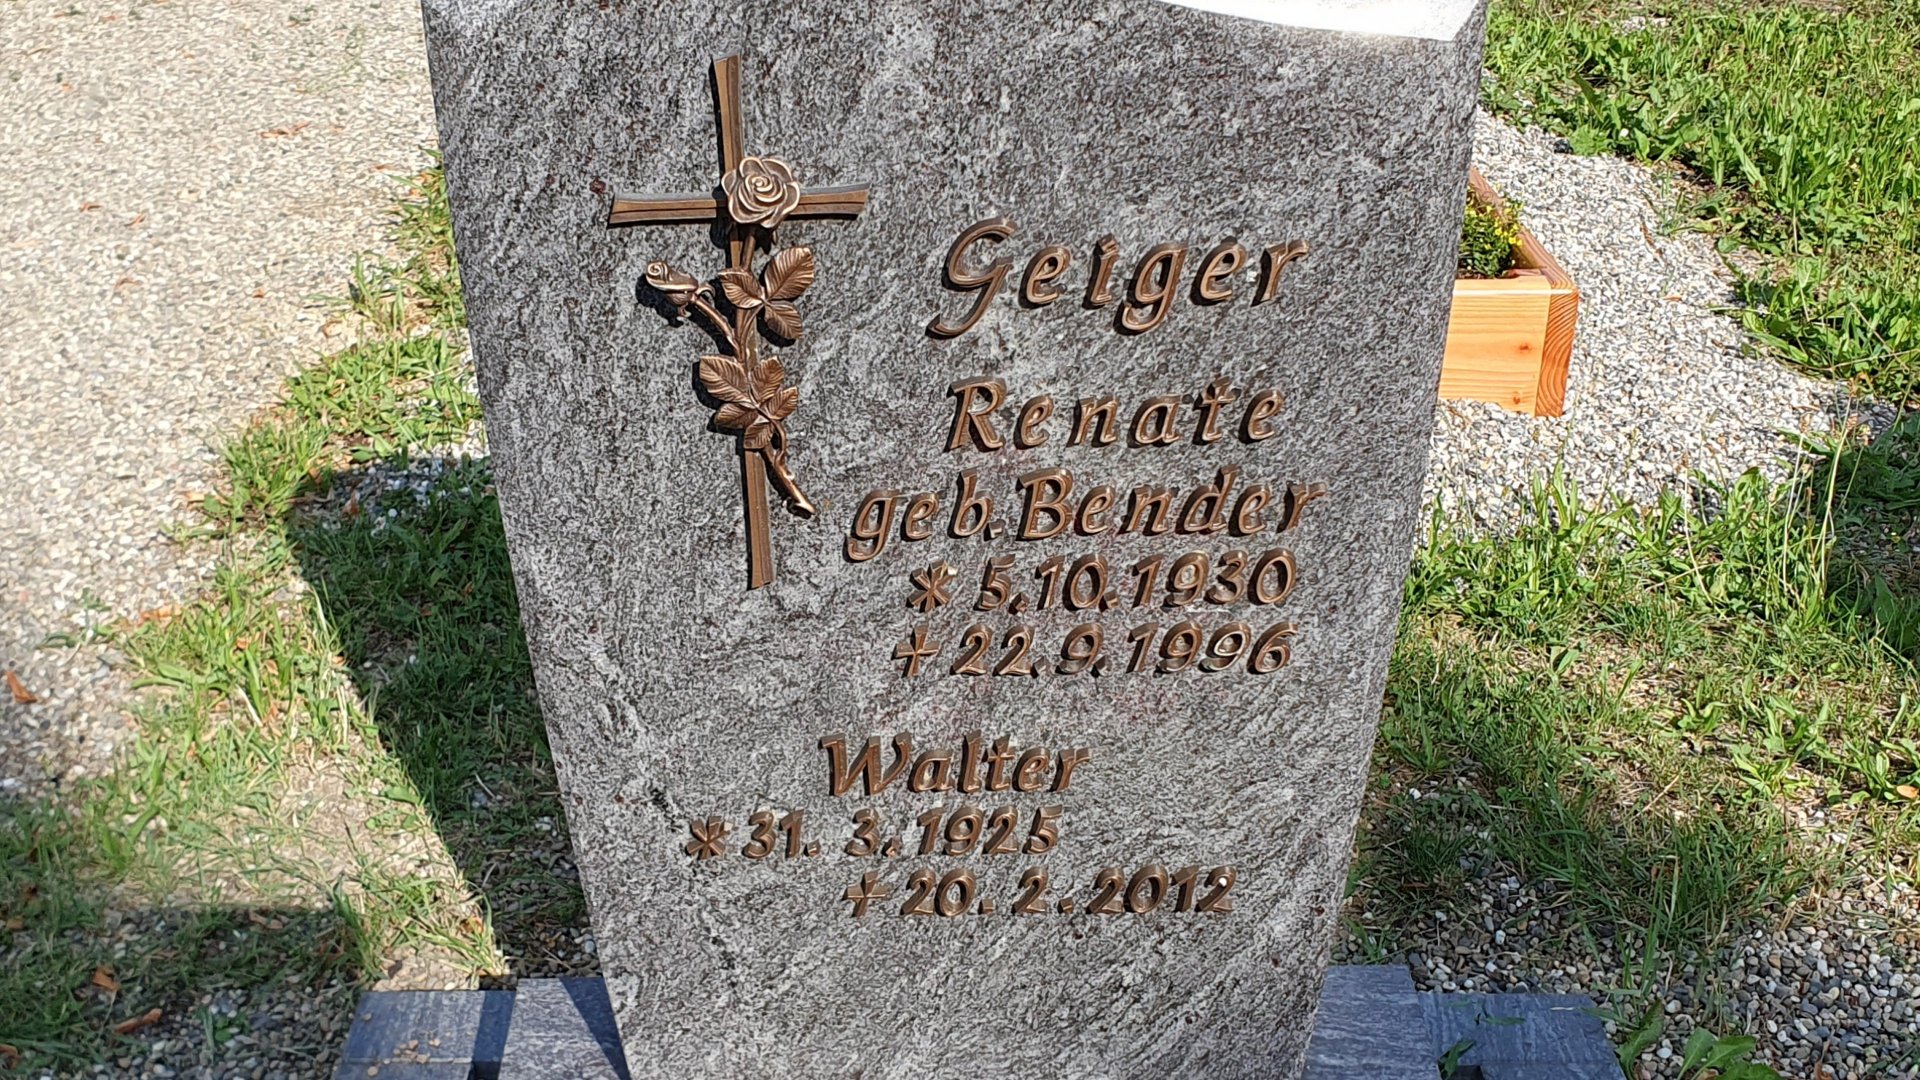 Geiger
Renate
geb. Bender
* 5.10.1930
† 22.9.1996
Walter
* 31.3.1925
† 20.2.2012